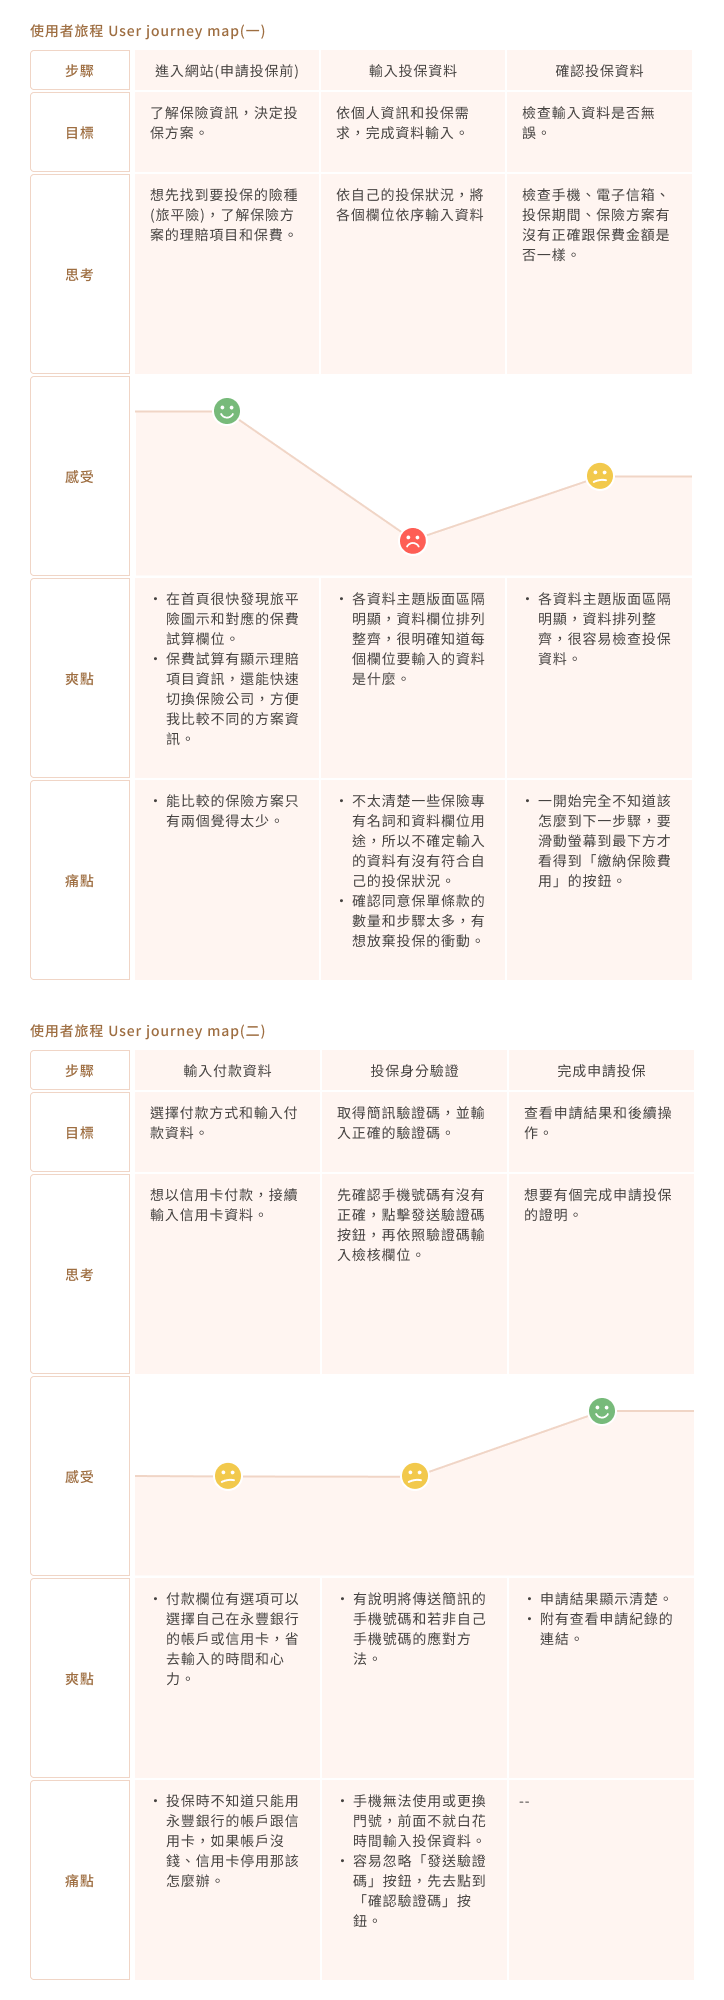 使用者旅程 User journey map(一)
步驟
進入網站(申請投保前)
輸入投保資料
確認投保資料
目標
了解保險資訊，決定投
保方案。
依個人資訊和投保需
求，完成資料輸入。
檢查輸入資料是否無
誤。
思考
想先找到要投保的險種
(旅平險)，了解保險方
案的理賠項目和保費。
依自己的投保狀況，將
各個欄位依序輸入資料
檢查手機、電子信箱、
投保期間、保險方案有
沒有正確跟保費金額是
否一樣。
感受
爽點
• 在首頁很快發現旅平
險圖示和對應的保費
試算欄位。
• 保費試算有顯示理賠
項目資訊，還能快速
切換保險公司，方便
我比較不同的方案資
訊。
• 各資料主題版面區隔
明顯，資料欄位排列
整齊，很明確知道每
個欄位要輸入的資料
是什麼。
• 各資料主題版面區隔
明顯，資料排列整
齊，很容易檢查投保
資料。
痛點
• 能比較的保險方案只
有兩個覺得太少。
• 不太清楚一些保險專
有名詞和資料欄位用
途，所以不確定輸入
的資料有沒有符合自
己的投保狀況。
• 確認同意保單條款的
數量和步驟太多，有
想放棄投保的衝動。
• 一開始完全不知道該
怎麼到下一步驟，要
滑動螢幕到最下方才
看得到「繳納保險費
用」的按鈕。
使用者旅程 User journey map(二)
步驟
輸入付款資料
投保身分驗證
完成申請投保
目標
選擇付款方式和輸入付
款資料。
取得簡訊驗證碼，並輸
入正確的驗證碼。
查看申請結果和後續操
作。
思考
想以信用卡付款，接續
輸入信用卡資料。
先確認手機號碼有沒有
正確，點擊發送驗證碼
按鈕，再依照驗證碼輸
入檢核欄位。
想要有個完成申請投保
的證明。
感受
爽點
• 付款欄位有選項可以
選擇自己在永豐銀行
的帳戶或信用卡，省
去輸入的時間和心
力。
• 有說明將傳送簡訊的
手機號碼和若非自己
手機號碼的應對方
法。
• 申請結果顯示清楚。
• 附有查看申請紀錄的
連結。
痛點
• 投保時不知道只能用
永豐銀行的帳戶跟信
用卡，如果帳戶沒
錢、信用卡停用那該
怎麼辦。
• 手機無法使用或更換
門號，前面不就白花
時間輸入投保資料。
• 容易忽略「發送驗證
碼」按鈕，先去點到
「確認驗證碼」按
鈕。
--